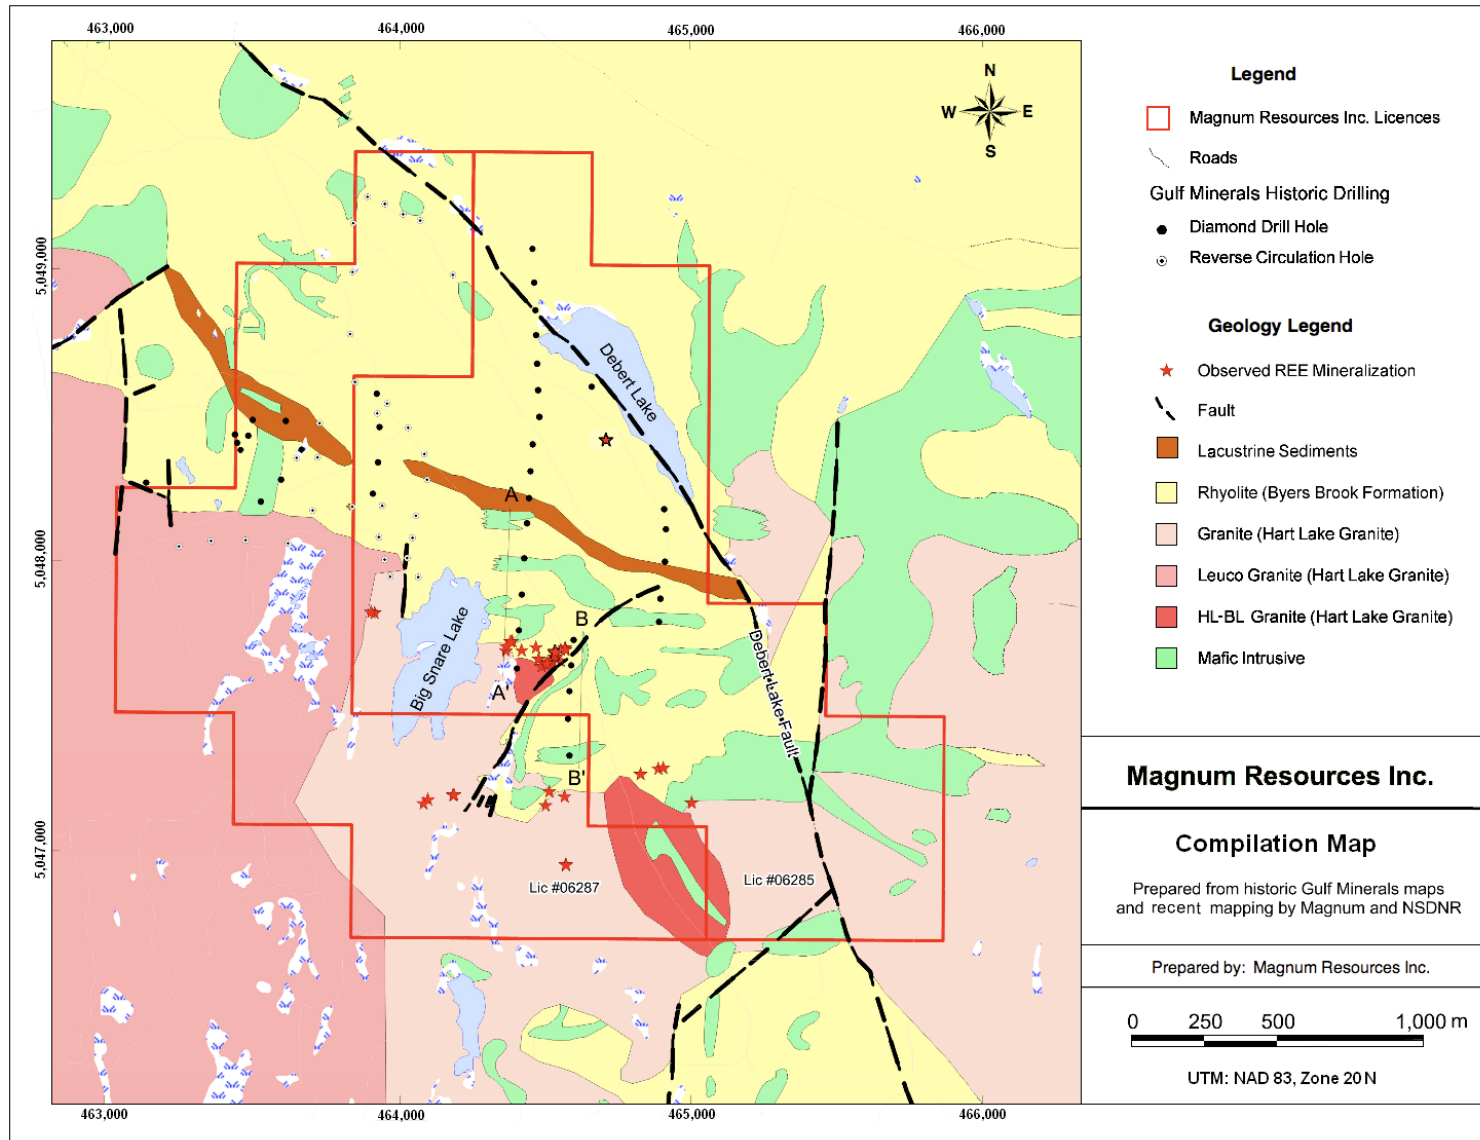 463,000
464,000
465,000
466,000
N
W
E
S
5,049,000
5,048,000
5,047,000
Debert Lake
A
B
Big Snare Lake
A'
B'
Debert Lake Fault
Lic #06287
Lic #06285
463,000
464,000
465,000
466,000
Legend
Magnum Resources Inc. Licences
Roads
Gulf Minerals Historic Drilling
Diamond Drill Hole
Reverse Circulation Hole
Geology Legend
Observed REE Mineralization
Fault
Lacustrine Sediments
Rhyolite (Byers Brook Formation)
Granite (Hart Lake Granite)
Leuco Granite (Hart Lake Granite)
HL-BL Granite (Hart Lake Granite)
Mafic Intrusive
Magnum Resources Inc.
Compilation Map
Prepared from historic Gulf Minerals maps
and recent mapping by Magnum and NSDNR
Prepared by: Magnum Resources Inc.
0 250 500 1,000 m
UTM: NAD 83, Zone 20 N